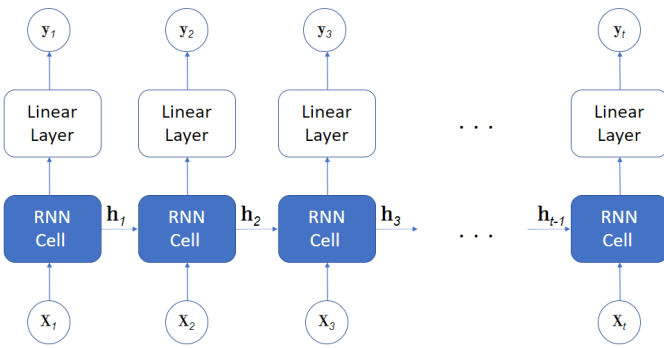 y1 y2 y3 yt
Linear Layer Linear Layer Linear Layer . . . Linear Layer
RNN Cell h1 RNN Cell h2 RNN Cell h3 . . . ht-1 RNN Cell
X1 X2 X3 Xt